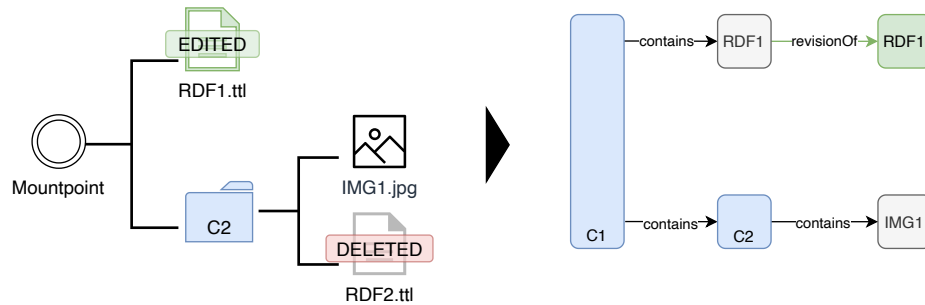 EDITED
RDF1.ttl
Mountpoint
C2
IMG1.jpg
DELETED
RDF2.ttl
contains
RDF1
revisionOf
RDF1
C1
contains
C2
contains
IMG1